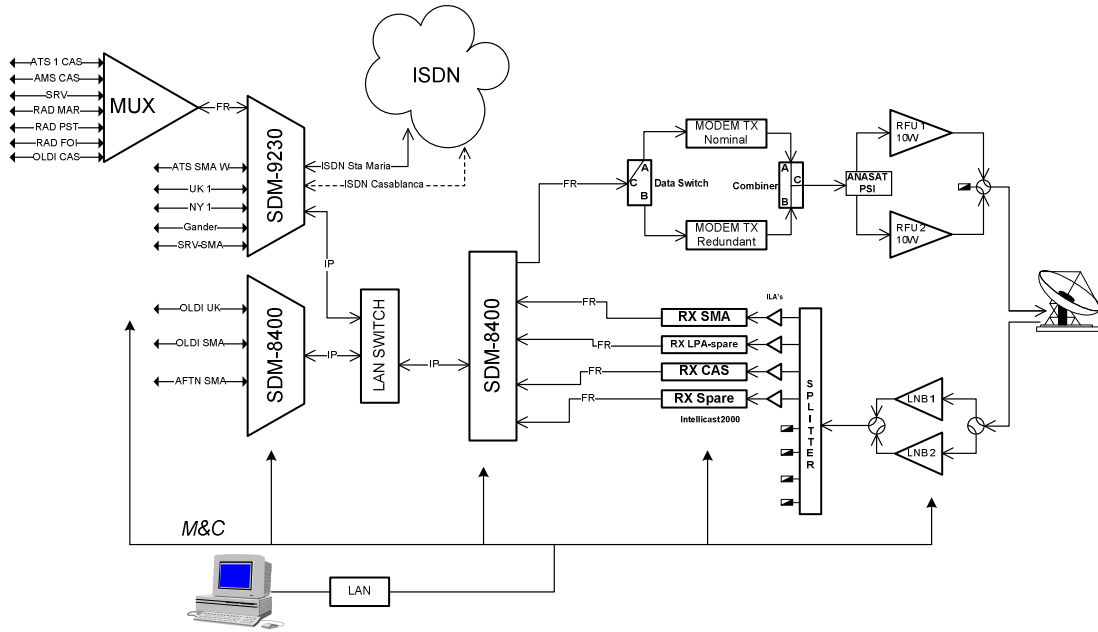 ATS 1 CAS
AMS CAS
SRV
RAD MAR
RAD PST
RAD FOI
OLDI CAS
MUX
FR
ISDN
SDM-9230
ATS SMA W
UK 1
NY 1
Gander
SRV-SMA
ISDN Sta Maria
ISDN Casablanca
IP
OLDI UK
OLDI SMA
AFTN SMA
SDM-8400
IP
LAN SWITCH
IP
SDM-8400
FR
C
A
B
Data Switch
MODEM TX
Nominal
MODEM TX
Redundant
Combiner
A
B
C
ANASAT
PSI
RFU 1
10W
RFU 2
10W
ILA's
FR
RX SMA
FR
RX LPA-spare
FR
RX CAS
FR
RX Spare
Intellicast2000
SPLITTER
LNB1
LNB2
M&C
LAN